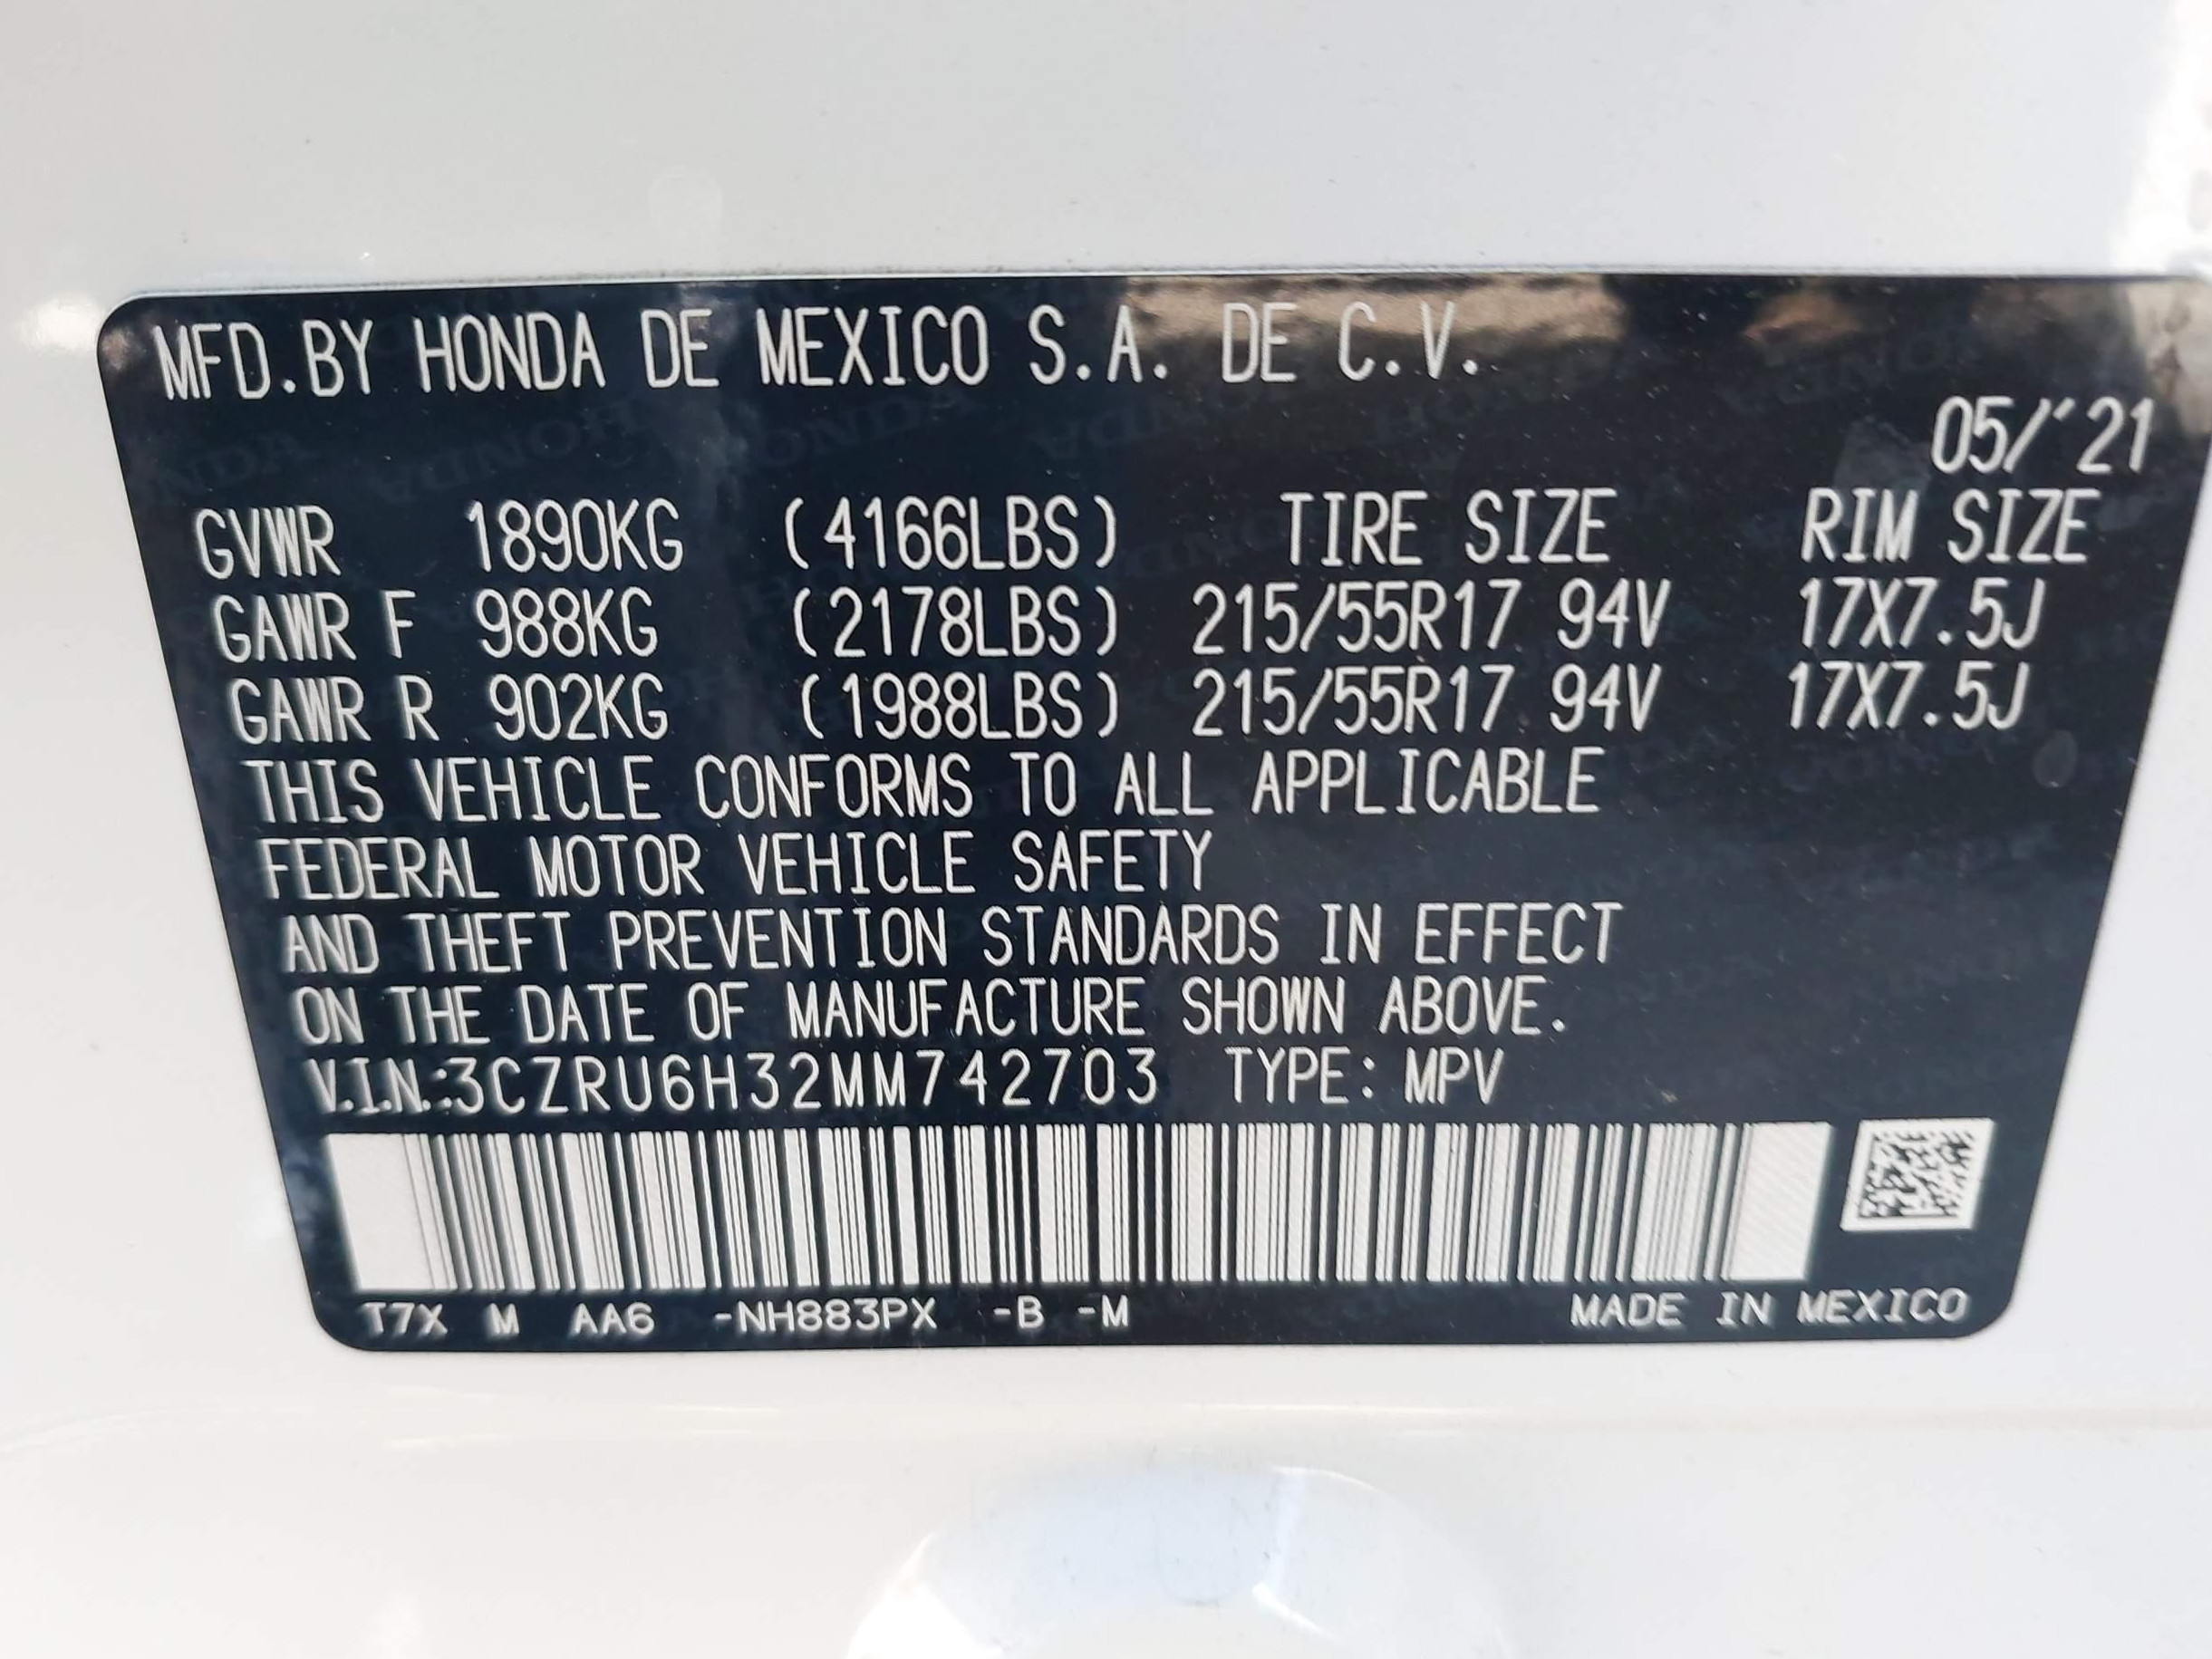 MFD.BY HONDA DE MEXICO S.A. DE C.V.
05/'21
GVWR 1890KG (4166LBS) TIRE SIZE RIM SIZE
GAWR F 988KG (2178LBS) 215/55R17 94V 17X7.5J
GAWR R 902KG (1988LBS) 215/55R17 94V 17X7.5J
THIS VEHICLE CONFORMS TO ALL APPLICABLE
FEDERAL MOTOR VEHICLE SAFETY
AND THEFT PREVENTION STANDARDS IN EFFECT
ON THE DATE OF MANUFACTURE SHOWN ABOVE.
V.I.N.:3CZRU6H32MM742703 TYPE: MPV
T7X M AA6 -NH883PX -B -M MADE IN MEXICO